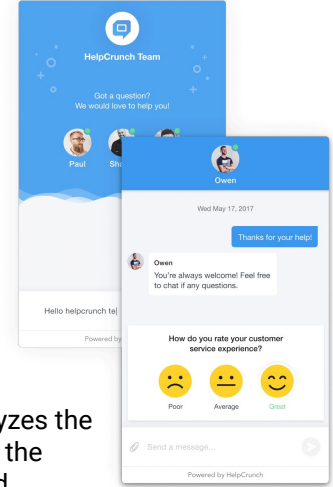 HelpCrunch Team
Got a question?
We would love to help you!
Paul
Hello helpcrunch te
Powered by
Owen
Wed May 17, 2017
Thanks for your help!
Owen
You're always welcome! Feel free
to chat if any questions.
How do you rate your customer
service experience?
Poor Average Great
Send a message...
Powered by HelpCrunch
the
the